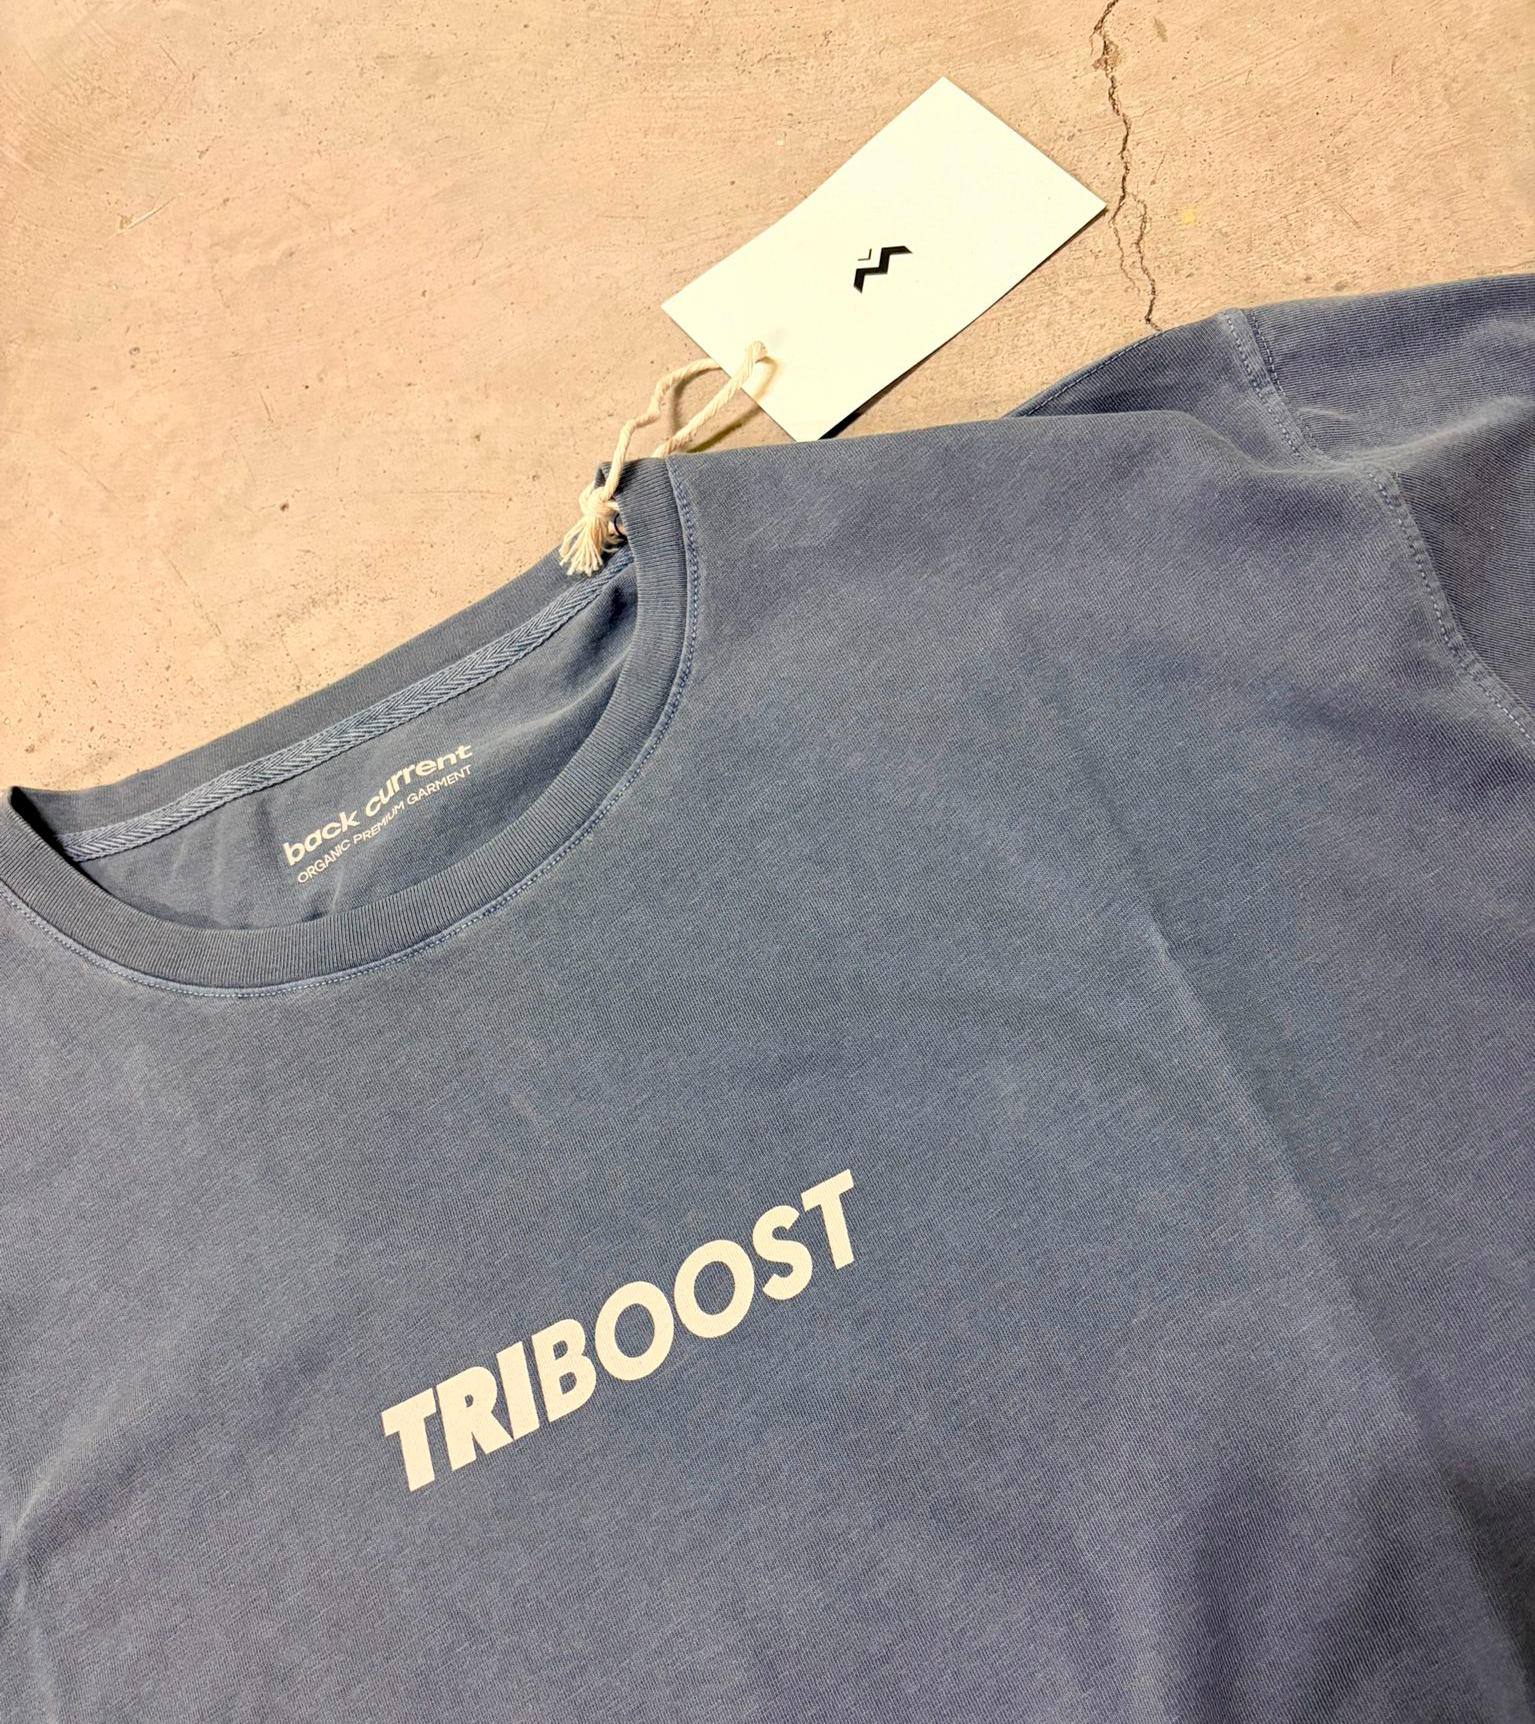 back current
ORGANIC PREMIUM GARMENT
TRIBOOST